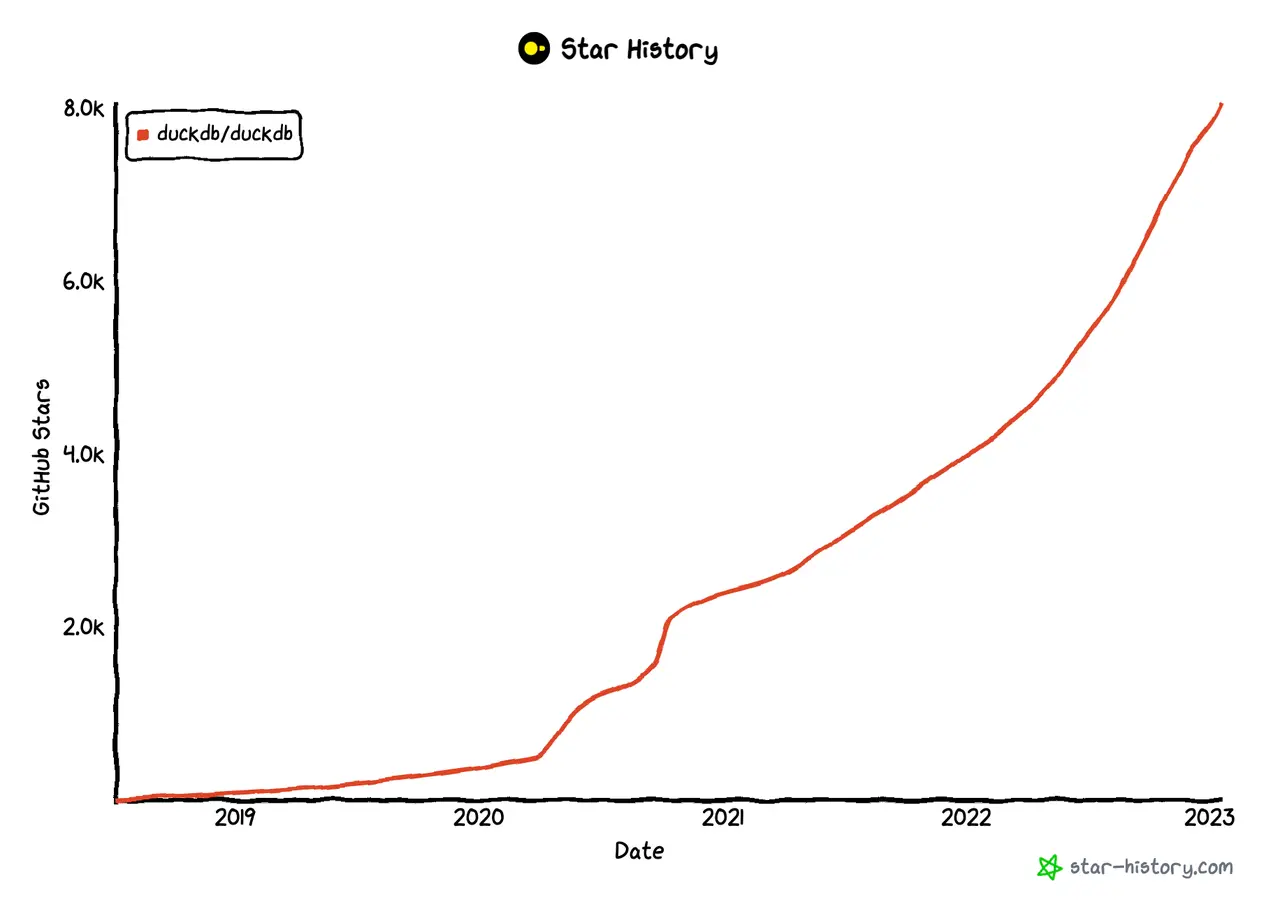 Star History
8.0K
duckdb/duckdb
6.0K
4.0K
2.0K
GitHub Stars
2019 2020 2021 2022 2023
Date
star-history.com